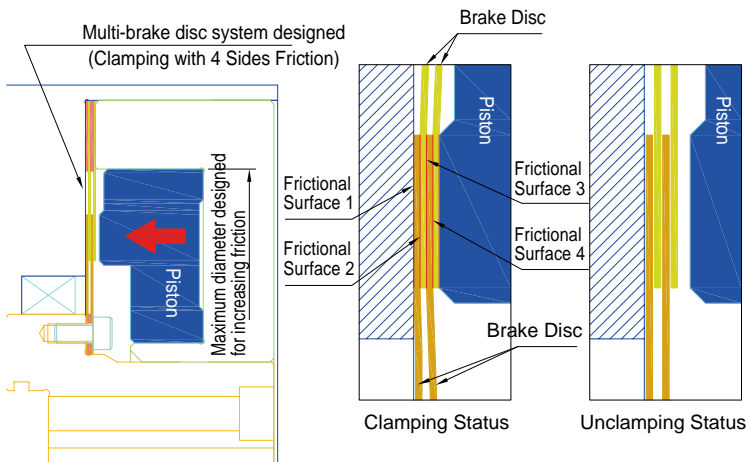 Multi-brake disc system designed
(Clamping with 4 Sides Friction)
Piston
Maximum diameter designed
for increasing friction
Brake Disc
Piston
Frictional
Surface 1
Frictional
Surface 2
Frictional
Surface 3
Frictional
Surface 4
Brake Disc
Clamping Status
Piston
Unclamping Status